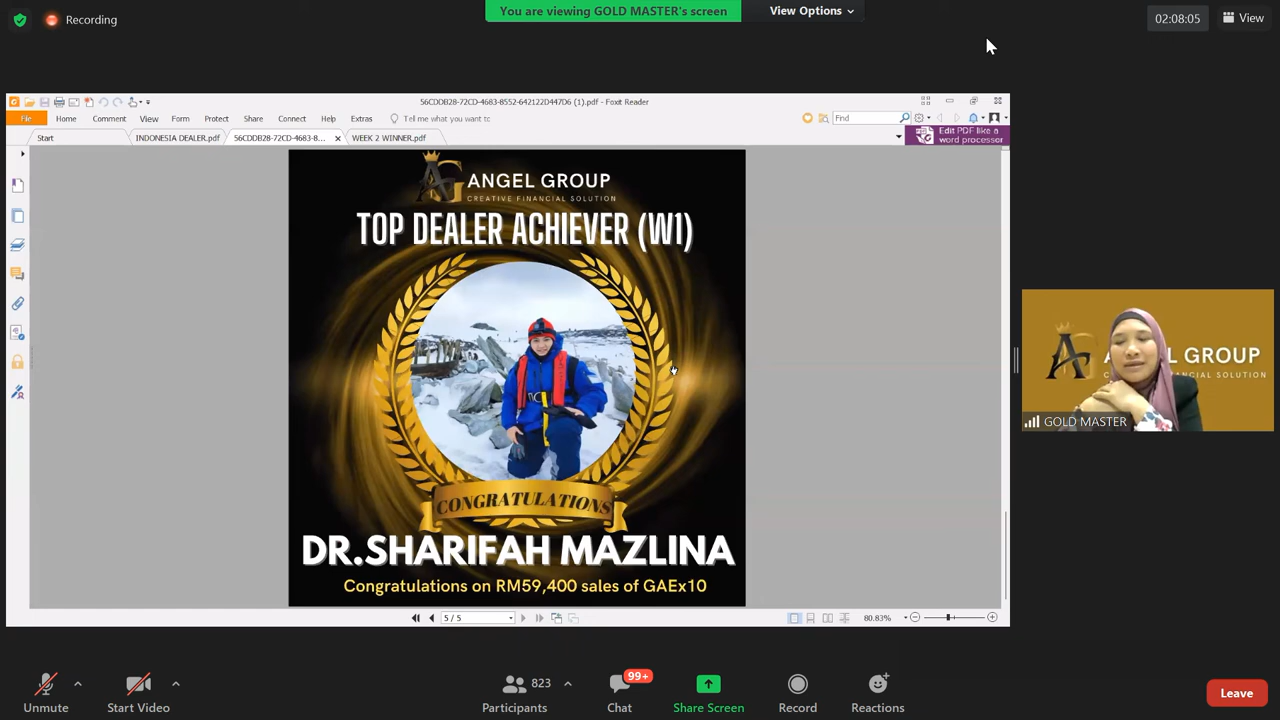 Recording
You are viewing GOLD MASTER's screen
View Options
02:08:05
View
56CDDB28-72CD-4683-8552-642122D447D6 (1).pdf - Foxit Reader
File
Home
Comment
View
Form
Protect
Share
Connect
Help
Extras
Tell me what you want to
Find
Start
INDONESIA DEALER.pdf
56CDDB28-72CD-4683-8...
WEEK 2 WINNER.pdf
Edit PDF like a
word processor
AG
ANGEL GROUP
CREATIVE FINANCIAL SOLUTION
TOP DEALER ACHIEVER (W1)
CONGRATULATIONS
DR.SHARIFAH MAZLINA
Congratulations on RM59,400 sales of GAEx10
GROUP
CIAL SOLUTION
GOLD MASTER
5 / 5
80.83%
Unmute
Start Video
823
Participants
99+
Chat
Share Screen
Record
Reactions
Leave